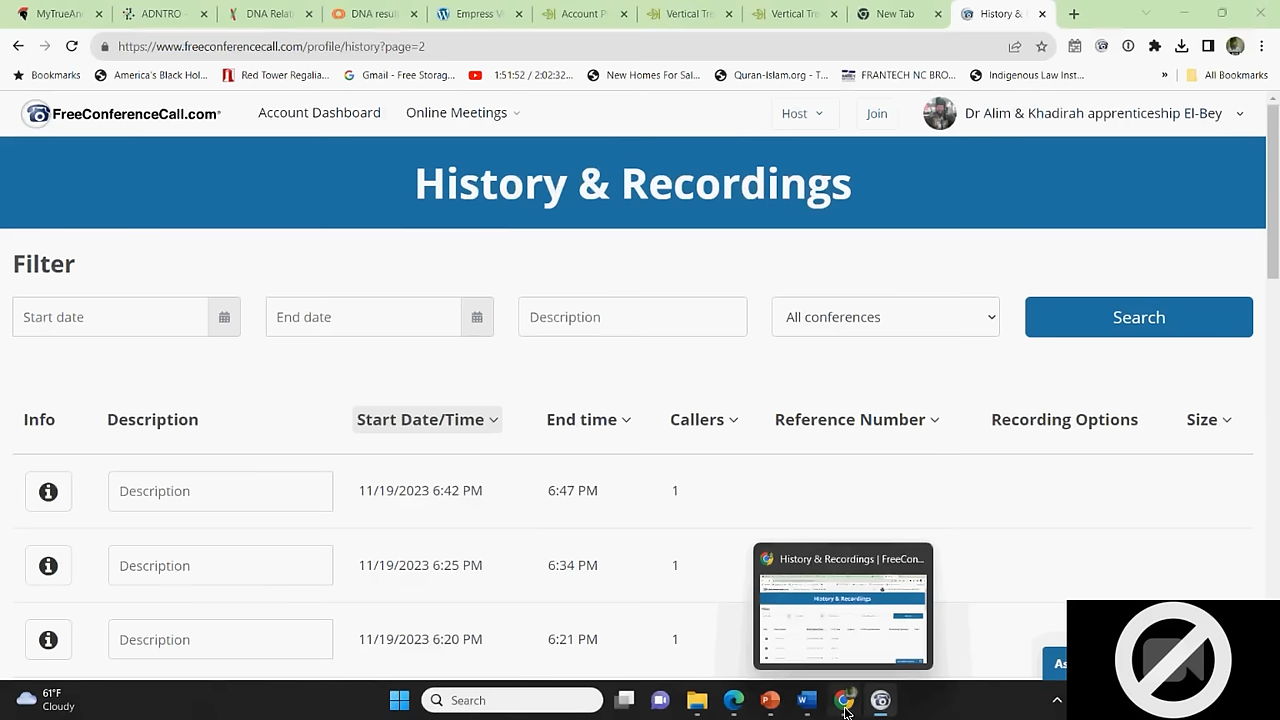 MyTrueAn
ADNTRO -
DNA Relati
DNA resul
Empress V
Account P
Vertical Tre
Vertical Tre
New Tab
History &
https://www.freeconferencecall.com/profile/history?page=2
Bookmarks
America's Black Hol...
Red Tower Regalia...
Gmail - Free Storag...
1:51:52 / 2:02:32...
New Homes For Sal...
Quran-Islam.org - T...
FRANTECH NC BRO...
Indigenous Law Inst...
»
All Bookmarks
FreeConferenceCall.com
Account Dashboard
Online Meetings
Host
Join
Dr Alim & Khadirah apprenticeship El-Bey
History & Recordings
Filter
Start date
End date
Description
All conferences
Search
Info
Description
Start Date/Time
End time
Callers
Reference Number
Recording Options
Size
Description
11/19/2023 6:42 PM
6:47 PM
1
Description
11/19/2023 6:25 PM
6:34 PM
1
History & Recordings | FreeCon...
History & Recordings
Description
11/19/2023 6:20 PM
6:21 PM
1
As
61°F
Cloudy
Search